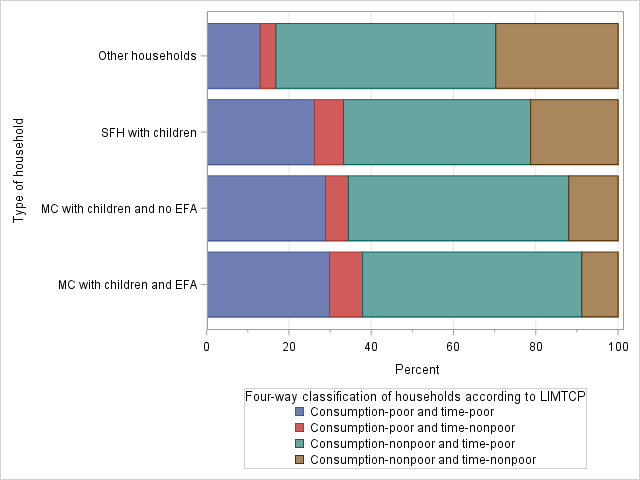 Type of household
Other households
SFH with children
MC with children and no EFA
MC with children and EFA
0 20 40 60 80 100
Percent
Four-way classification of households according to LIMTCP
Consumption-poor and time-poor
Consumption-poor and time-nonpoor
Consumption-nonpoor and time-poor
Consumption-nonpoor and time-nonpoor